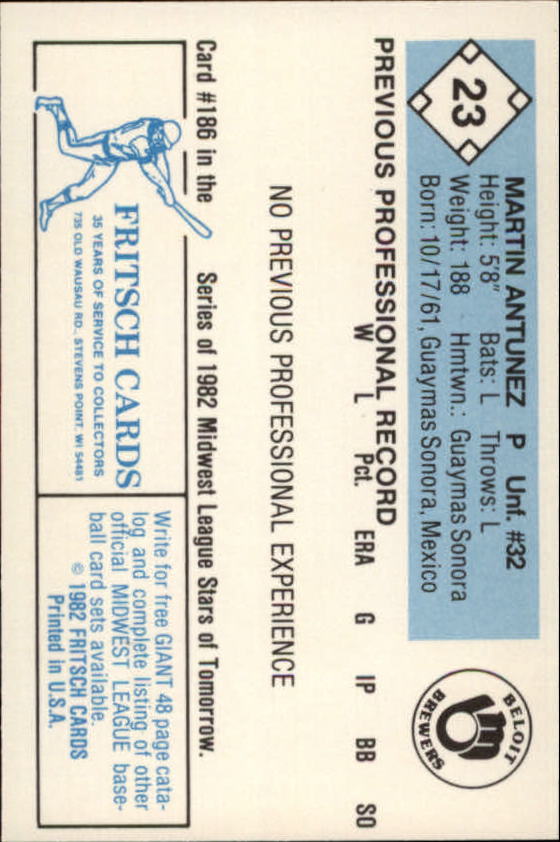 23
MARTIN ANTUNEZ P Unf. #32
Height: 5'8" Bats: L Throws: L
Weight: 188 Hmtwn.: Guaymas Sonora
Born: 10/17/61, Guaymas Sonora, Mexico
BELOIT
BREWERS
PREVIOUS PROFESSIONAL RECORD
W L Pct. ERA G IP BB SO
NO PREVIOUS PROFESSIONAL EXPERIENCE
Card #186 in the Series of 1982 Midwest League Stars of Tomorrow.
FRITSCH CARDS
35 YEARS OF SERVICE TO COLLECTORS
735 OLD WAUSAU RD., STEVENS POINT, WI 54481
Write for free GIANT 48 page cata-
log and complete listing of other
official MIDWEST LEAGUE base-
ball card sets available.
© 1982 FRITSCH CARDS
Printed in U.S.A.